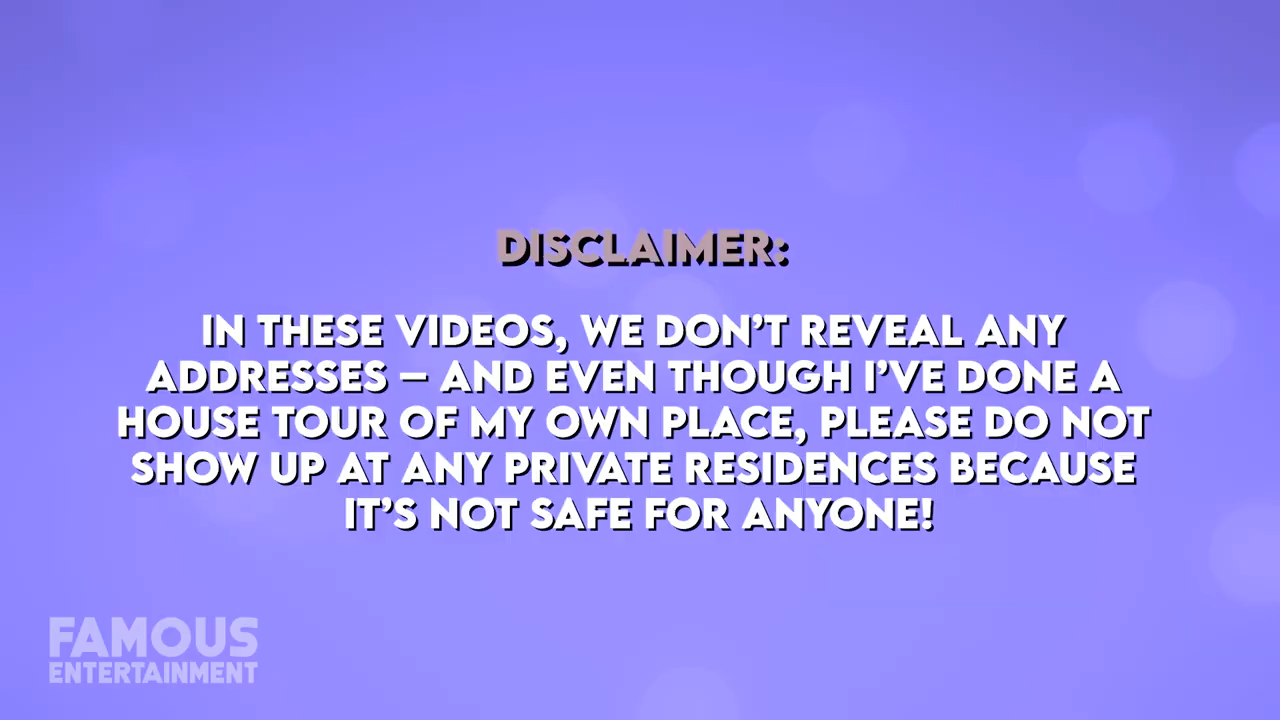 DISCLAIMER:
IN THESE VIDEOS, WE DON'T REVEAL ANY
ADDRESSES – AND EVEN THOUGH I'VE DONE A
HOUSE TOUR OF MY OWN PLACE, PLEASE DO NOT
SHOW UP AT ANY PRIVATE RESIDENCES BECAUSE
IT'S NOT SAFE FOR ANYONE!
FAMOUS
ENTERTAINMENT